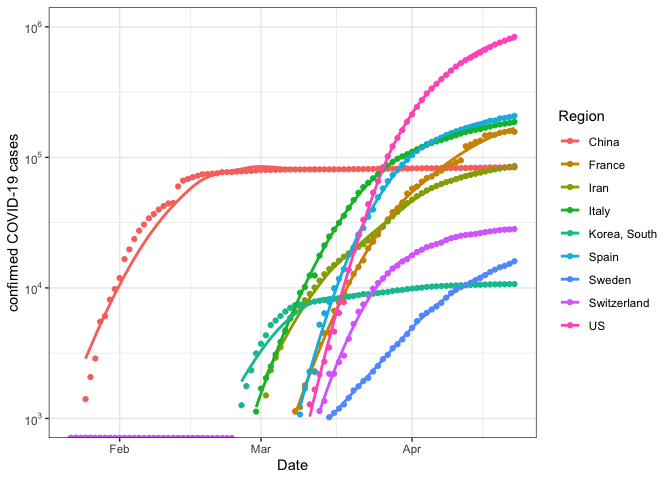 confirmed COVID-19 cases
10^6
10^5
10^4
10^3
Feb
Mar
Apr
Date
Region
China
France
Iran
Italy
Korea, South
Spain
Sweden
Switzerland
US